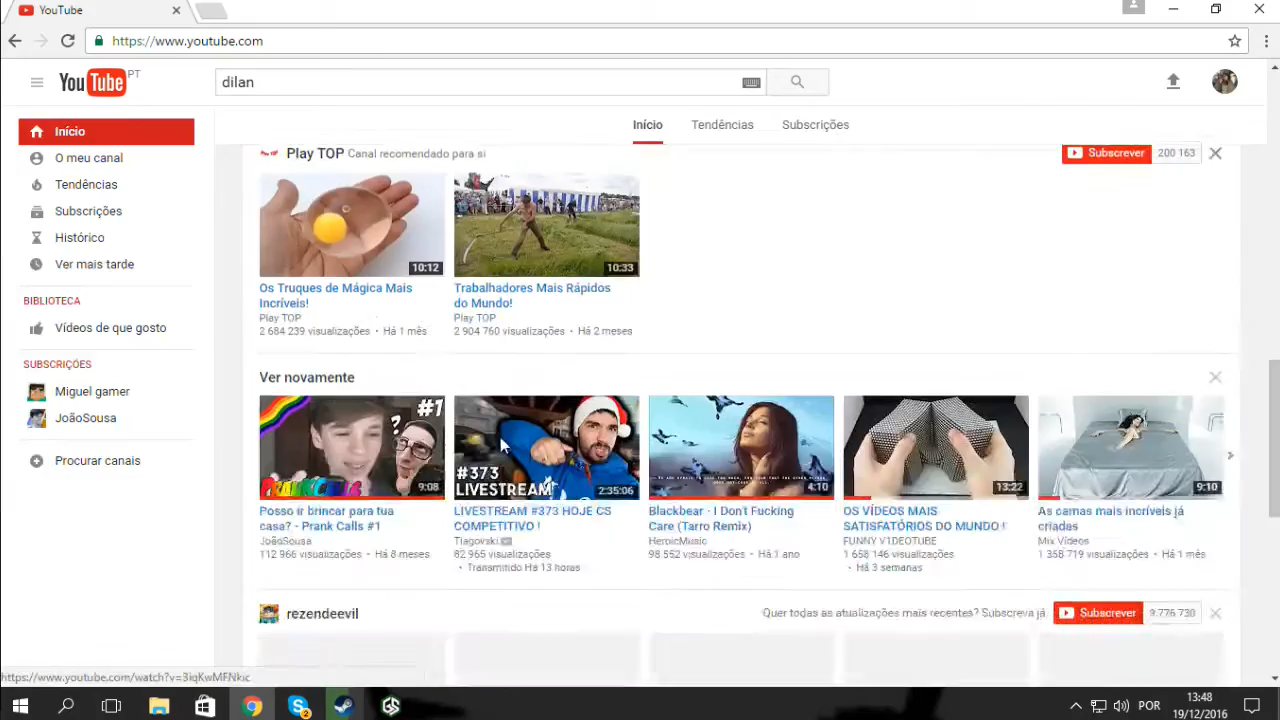 YouTube
https://www.youtube.com
YouTube PT
dilan
Início Tendências Subscrições
Início
O meu canal
Tendências
Subscrições
Histórico
Ver mais tarde
BIBLIOTECA
Vídeos de que gosto
SUBSCRIÇÕES
Miguel gamer
JoãoSousa
Procurar canais
Play TOP Canal recomendado para si
Subscrever 200 163
10:12
10:33
Os Truques de Mágica Mais
Incríveis!
Play TOP
2 684 239 visualizações • Há 1 mês
Trabalhadores Mais Rápidos
do Mundo!
Play TOP
2 904 760 visualizações • Há 2 meses
Ver novamente
#1
?
9:08
#373
LIVESTREAM
2:35:06
4:10
13:22
9:10
Posso ir brincar para tua
casa? - Prank Calls #1
JoãoSousa
112 966 visualizações • Há 8 meses
LIVESTREAM #373 HOJE CS
COMPETITIVO !
Tiagovski
82 965 visualizações
• Transmitido Há 13 horas
Blackbear - I Don't Fucking
Care (Tarro Remix)
HeroicMusic
98 552 visualizações • Há 1 ano
OS VÍDEOS MAIS
SATISFATÓRIOS DO MUNDO !
FUNNY V1DEOTUBE
1 658 146 visualizações
• Há 3 semanas
As camas mais incríveis já
criadas
Mix Vídeos
1 358 719 visualizações • Há 1 mês
rezendeevil
Quer todas as atualizações mais recentes? Subscreva já
Subscrever 9 776 730
https://www.youtube.com/watch?v=3iqKwMFNkic
2
POR
13:48
19/12/2016